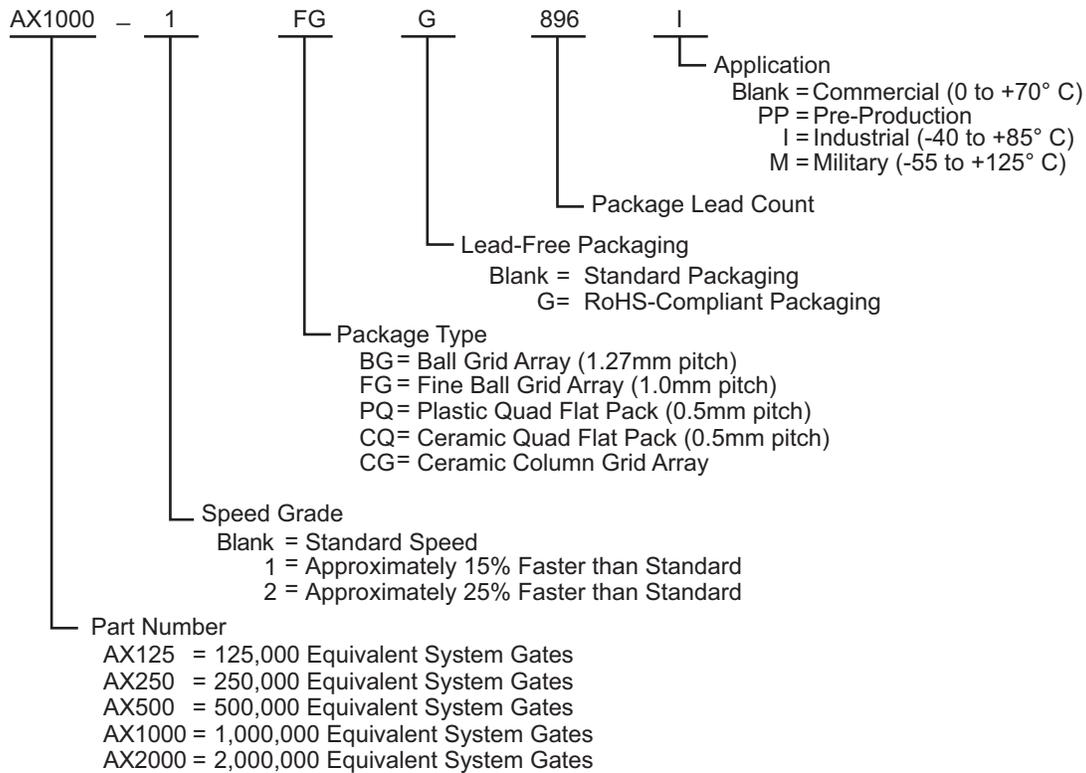 AX1000 – 1 FG G 896 I
Application
Blank = Commercial (0 to +70° C)
PP = Pre-Production
I = Industrial (-40 to +85° C)
M = Military (-55 to +125° C)
Package Lead Count
Lead-Free Packaging
Blank = Standard Packaging
G= RoHS-Compliant Packaging
Package Type
BG= Ball Grid Array (1.27mm pitch)
FG= Fine Ball Grid Array (1.0mm pitch)
PQ= Plastic Quad Flat Pack (0.5mm pitch)
CQ= Ceramic Quad Flat Pack (0.5mm pitch)
CG= Ceramic Column Grid Array
Speed Grade
Blank = Standard Speed
1 = Approximately 15% Faster than Standard
2 = Approximately 25% Faster than Standard
Part Number
AX125 = 125,000 Equivalent System Gates
AX250 = 250,000 Equivalent System Gates
AX500 = 500,000 Equivalent System Gates
AX1000 = 1,000,000 Equivalent System Gates
AX2000 = 2,000,000 Equivalent System Gates